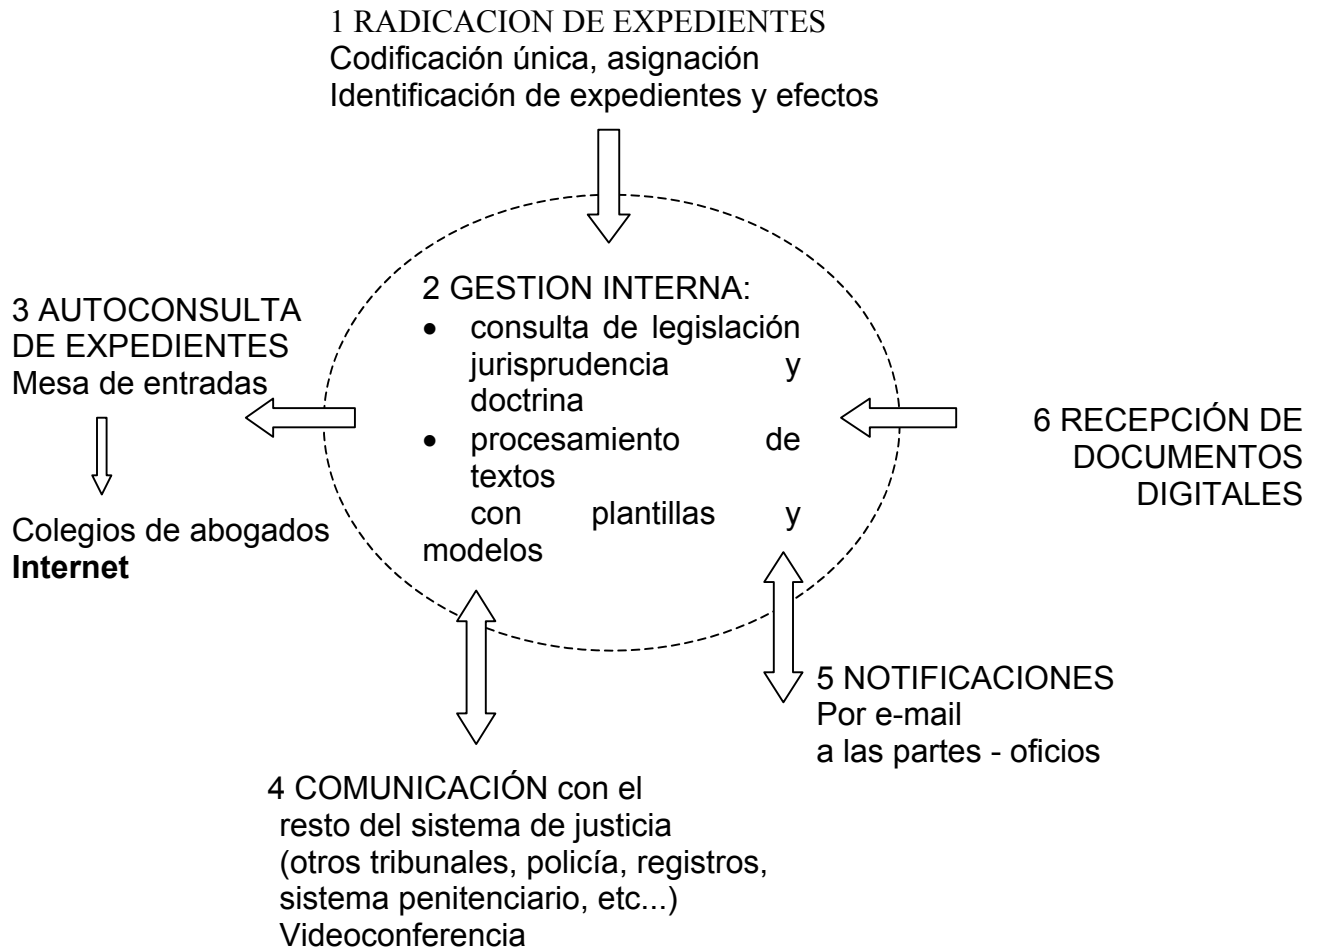 1 RADICACION DE EXPEDIENTES
Codificación única, asignación
Identificación de expedientes y efectos
2 GESTION INTERNA:
• consulta de legislación
jurisprudencia y
doctrina
• procesamiento de
textos
con plantillas y
modelos
3 AUTOCONSULTA
DE EXPEDIENTES
Mesa de entradas
Colegios de abogados
Internet
4 COMUNICACIÓN con el
resto del sistema de justicia
(otros tribunales, policía, registros,
sistema penitenciario, etc...)
Videoconferencia
5 NOTIFICACIONES
Por e-mail
a las partes - oficios
6 RECEPCIÓN DE
DOCUMENTOS
DIGITALES